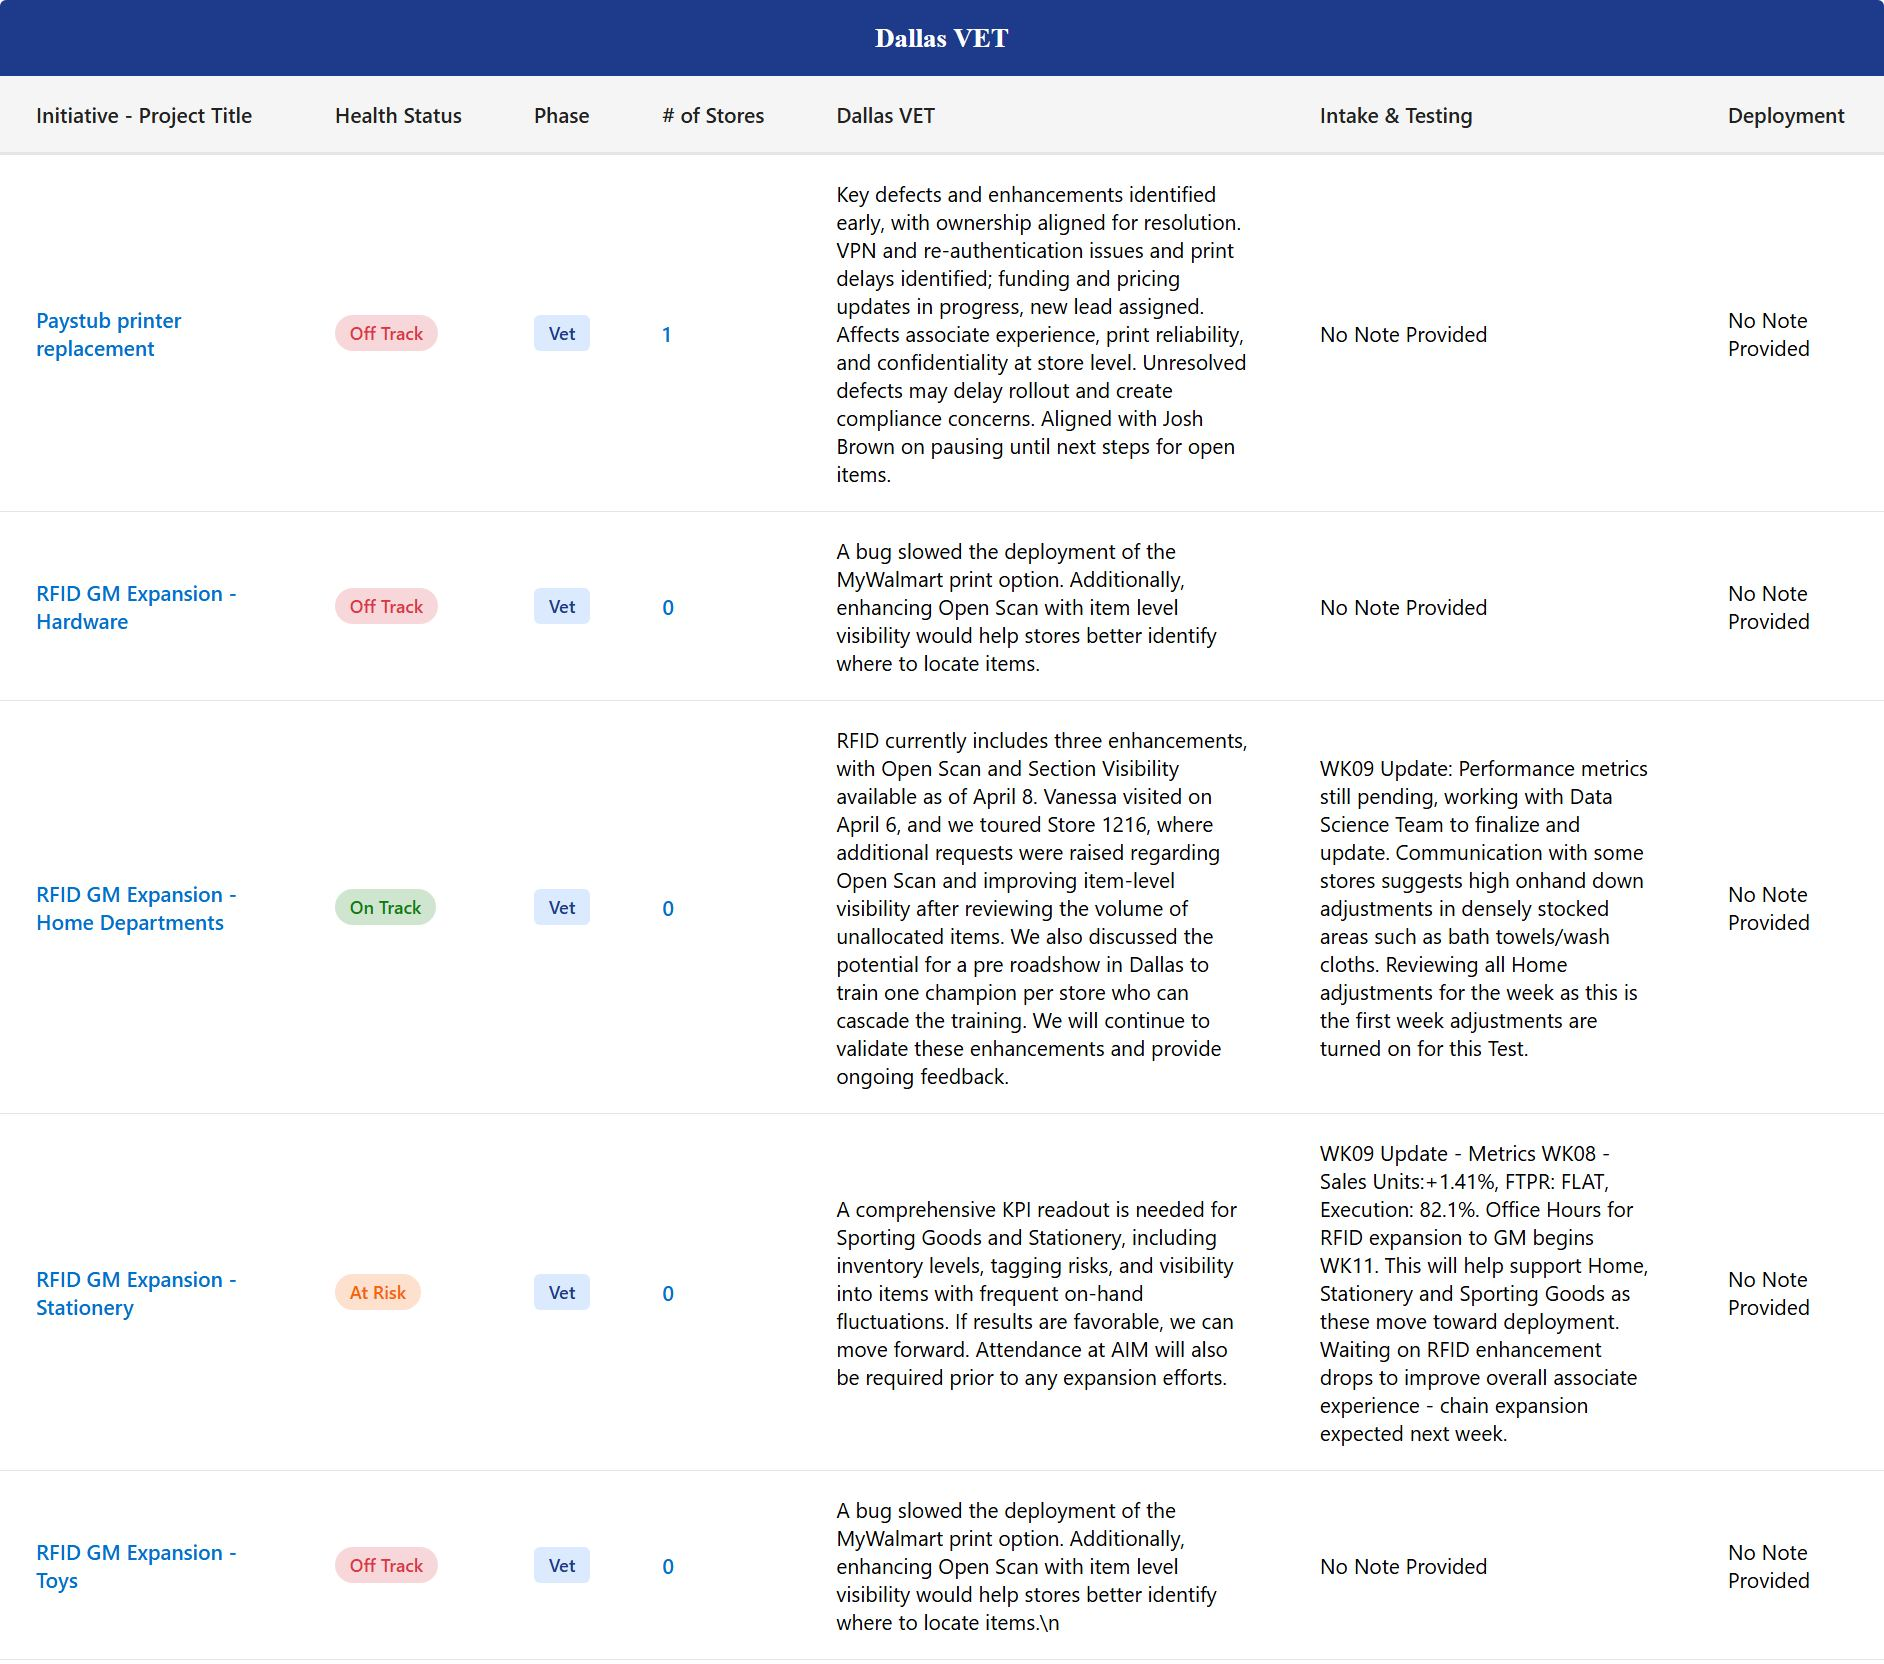 Dallas VET
Initiative - Project Title
Health Status
Phase
# of Stores
Dallas VET
Intake & Testing
Deployment
Paystub printer
replacement
Off Track
Vet
1
Key defects and enhancements identified
early, with ownership aligned for resolution.
VPN and re-authentication issues and print
delays identified; funding and pricing
updates in progress, new lead assigned.
Affects associate experience, print reliability,
and confidentiality at store level. Unresolved
defects may delay rollout and create
compliance concerns. Aligned with Josh
Brown on pausing until next steps for open
items.
No Note Provided
No Note
Provided
RFID GM Expansion -
Hardware
Off Track
Vet
0
A bug slowed the deployment of the
MyWalmart print option. Additionally,
enhancing Open Scan with item level
visibility would help stores better identify
where to locate items.
No Note Provided
No Note
Provided
RFID GM Expansion -
Home Departments
On Track
Vet
0
RFID currently includes three enhancements,
with Open Scan and Section Visibility
available as of April 8. Vanessa visited on
April 6, and we toured Store 1216, where
additional requests were raised regarding
Open Scan and improving item-level
visibility after reviewing the volume of
unallocated items. We also discussed the
potential for a pre roadshow in Dallas to
train one champion per store who can
cascade the training. We will continue to
validate these enhancements and provide
ongoing feedback.
WK09 Update: Performance metrics
still pending, working with Data
Science Team to finalize and
update. Communication with some
stores suggests high onhand down
adjustments in densely stocked
areas such as bath towels/wash
cloths. Reviewing all Home
adjustments for the week as this is
the first week adjustments are
turned on for this Test.
No Note
Provided
RFID GM Expansion -
Stationery
At Risk
Vet
0
A comprehensive KPI readout is needed for
Sporting Goods and Stationery, including
inventory levels, tagging risks, and visibility
into items with frequent on-hand
fluctuations. If results are favorable, we can
move forward. Attendance at AIM will also
be required prior to any expansion efforts.
WK09 Update - Metrics WK08 -
Sales Units:+1.41%, FTPR: FLAT,
Execution: 82.1%. Office Hours for
RFID expansion to GM begins
WK11. This will help support Home,
Stationery and Sporting Goods as
these move toward deployment.
Waiting on RFID enhancement
drops to improve overall associate
experience - chain expansion
expected next week.
No Note
Provided
RFID GM Expansion -
Toys
Off Track
Vet
0
A bug slowed the deployment of the
MyWalmart print option. Additionally,
enhancing Open Scan with item level
visibility would help stores better identify
where to locate items.\n
No Note Provided
No Note
Provided